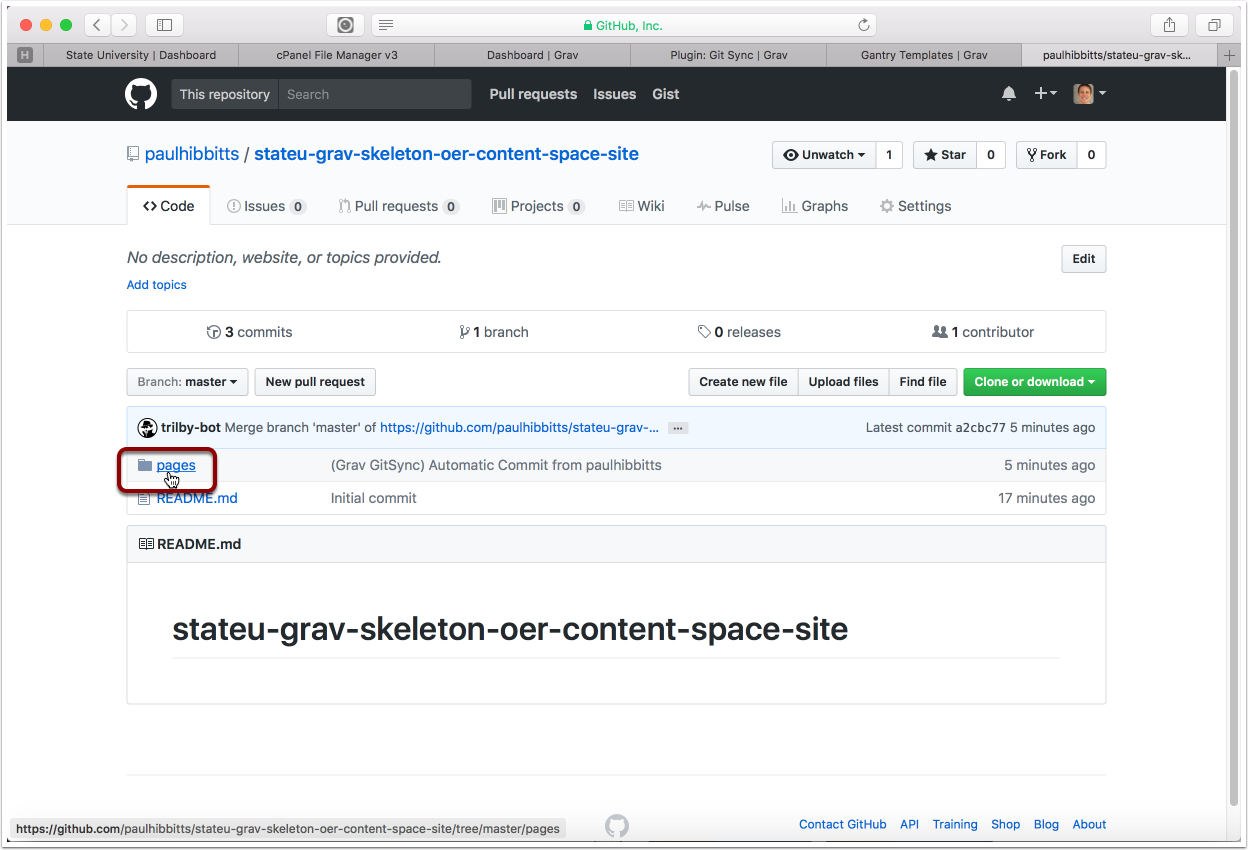 GitHub, Inc.
H State University | Dashboard cPanel File Manager v3 Dashboard | Grav Plugin: Git Sync | Grav Gantry Templates | Grav paulhibbitts/stateu-grav-sk...
This repository Search Pull requests Issues Gist
paulhibbitts / stateu-grav-skeleton-oer-content-space-site Unwatch 1 Star 0 Fork 0
Code Issues 0 Pull requests 0 Projects 0 Wiki Pulse Graphs Settings
No description, website, or topics provided. Edit
Add topics
3 commits 1 branch 0 releases 1 contributor
Branch: master New pull request Create new file Upload files Find file Clone or download
trilby-bot Merge branch 'master' of https://github.com/paulhibbitts/stateu-grav-... ... Latest commit a2cbc77 5 minutes ago
pages (Grav GitSync) Automatic Commit from paulhibbitts 5 minutes ago
README.md Initial commit 17 minutes ago
README.md
stateu-grav-skeleton-oer-content-space-site
Contact GitHub API Training Shop Blog About
https://github.com/paulhibbitts/stateu-grav-skeleton-oer-content-space-site/tree/master/pages